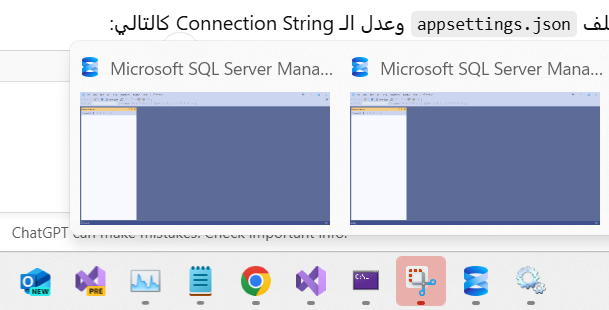 لف appsettings.json وعدل الـ Connection String كالتالي:
Microsoft SQL Server Mana...
Microsoft SQL Server Mana...
ChatGPT can make mistakes. Check important info.
NEW
PRE